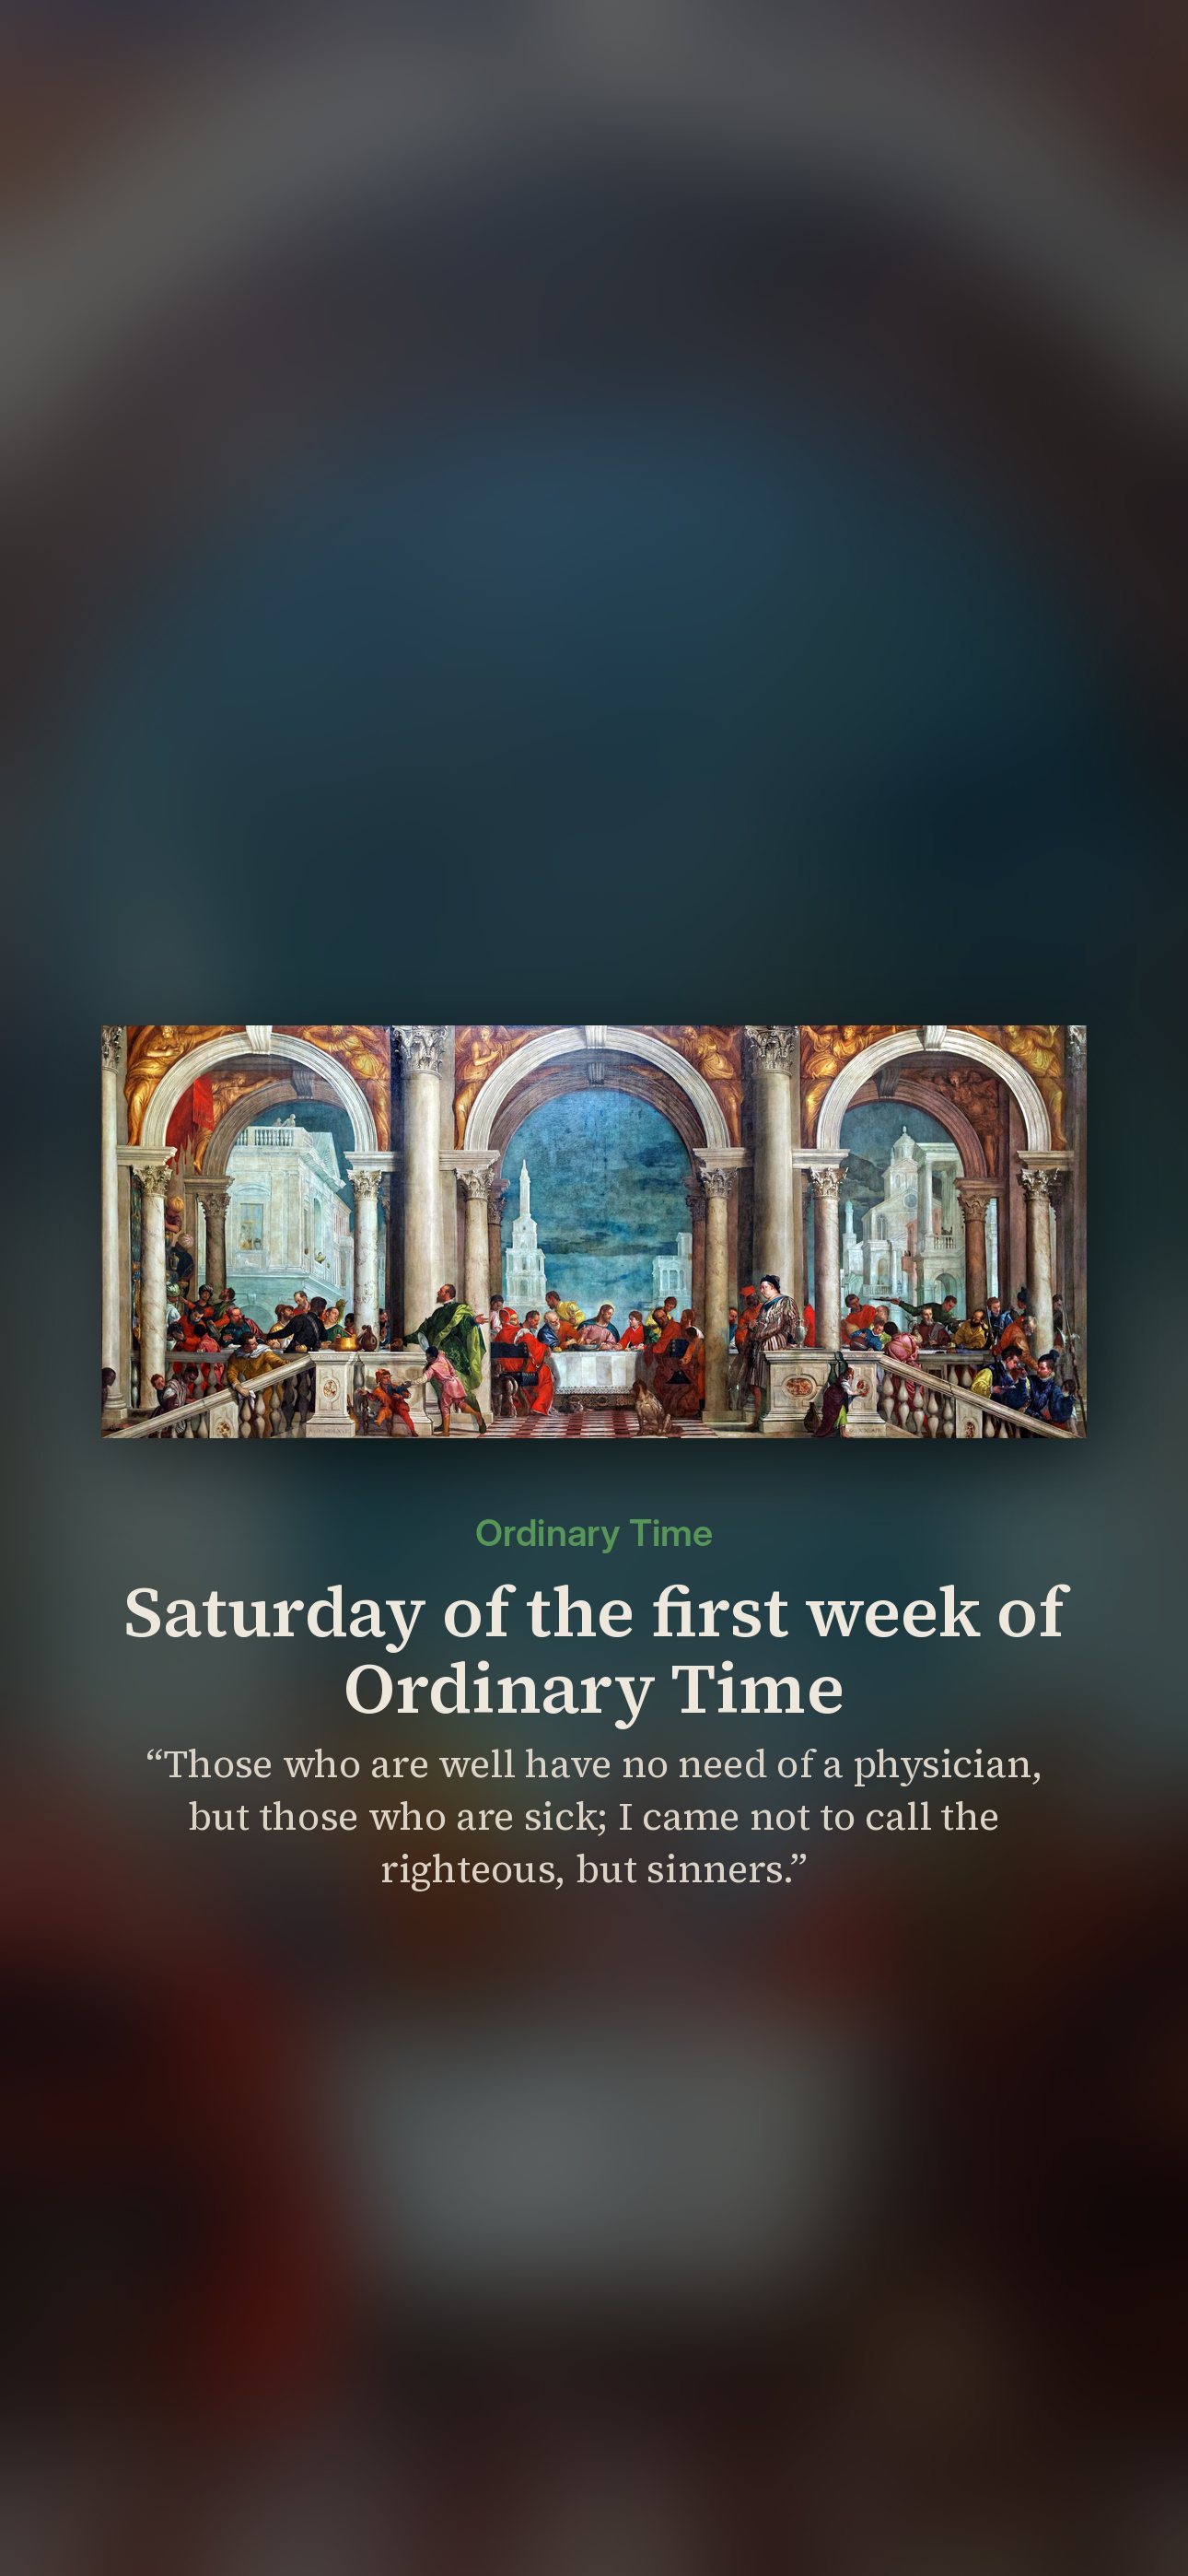 Ordinary Time
Saturday of the first week of
Ordinary Time
“Those who are well have no need of a physician,
but those who are sick; I came not to call the
righteous, but sinners.”